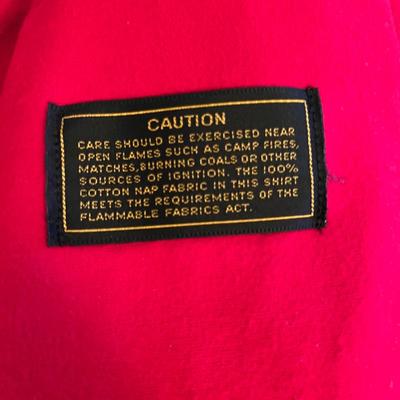 CAUTION
CARE SHOULD BE EXERCISED NEAR
OPEN FLAMES SUCH AS CAMP FIRES,
MATCHES, BURNING COALS OR OTHER
SOURCES OF IGNITION. THE 100%
COTTON NAP FABRIC IN THIS SHIRT
MEETS THE REQUIREMENTS OF THE
FLAMMABLE FABRICS ACT.